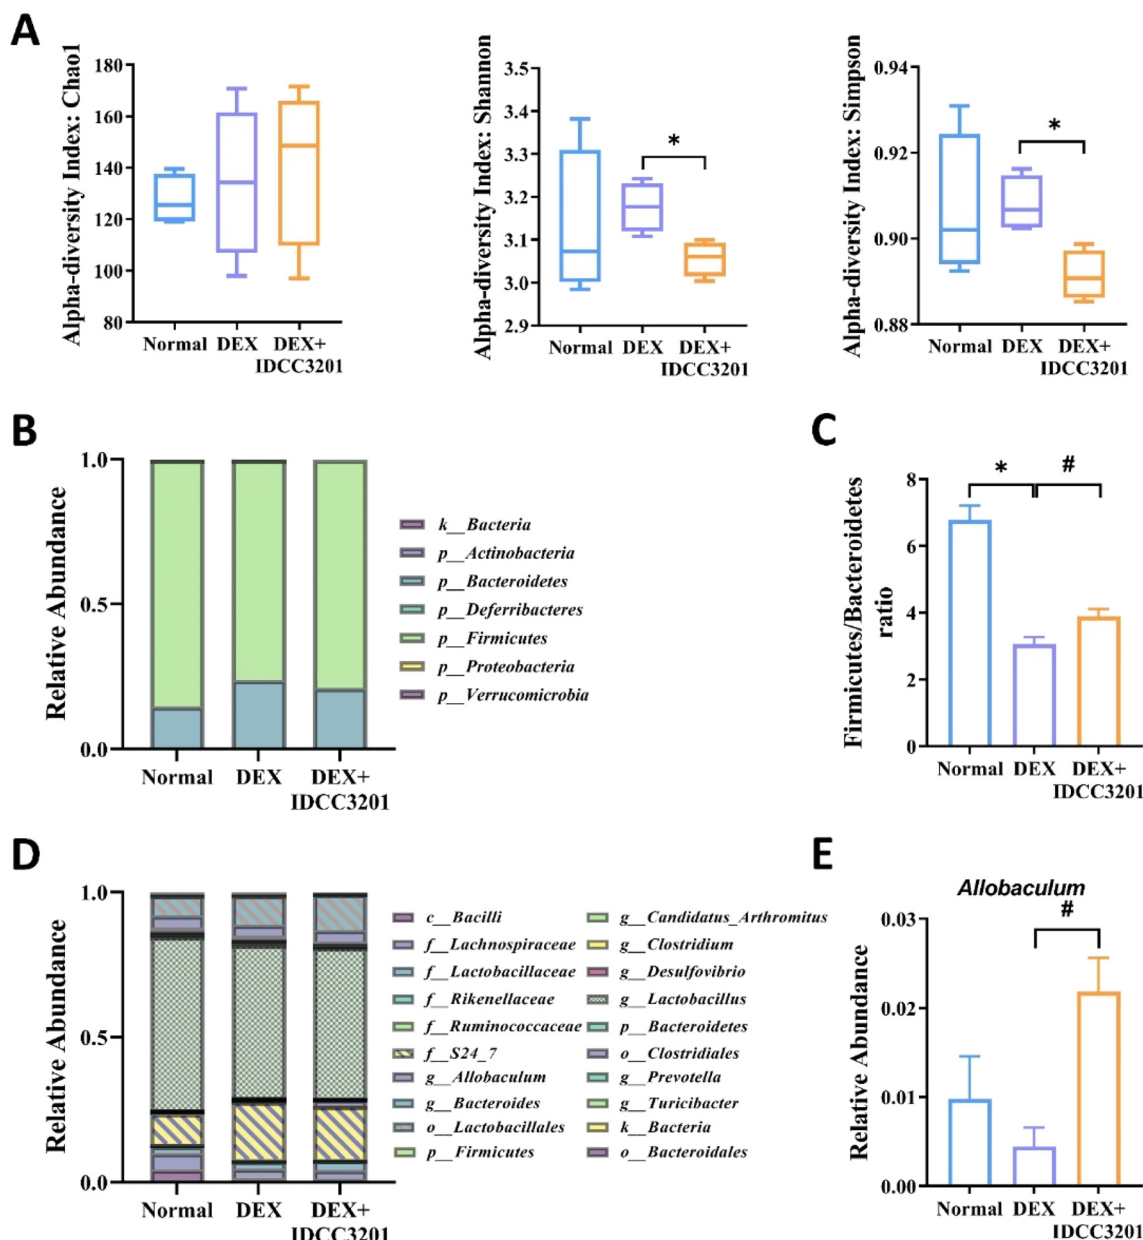 A
Alpha-diversity Index: Chao1
180
160
140
120
100
80
Normal DEX DEX+
IDCC3201
Alpha-diversity Index: Shannon
3.5
3.4
3.3
3.2
3.1
3.0
2.9
*
Normal DEX DEX+
IDCC3201
Alpha-diversity Index: Simpson
0.94
0.92
0.90
0.88
*
Normal DEX DEX+
IDCC3201
B
Relative Abundance
1.0
0.5
0.0
Normal DEX DEX+
IDCC3201
k__Bacteria
p__Actinobacteria
p__Bacteroidetes
p__Deferribacteres
p__Firmicutes
p__Proteobacteria
p__Verrucomicrobia
C
Firmicutes/Bacteroidetes
ratio
8
6
4
2
0
* #
Normal DEX DEX+
IDCC3201
D
Relative Abundance
1.0
0.5
0.0
Normal DEX DEX+
IDCC3201
c__Bacilli
f__Lachnospiraceae
f__Lactobacillaceae
f__Rikenellaceae
f__Ruminococcaceae
f__S24_7
g__Allobaculum
g__Bacteroides
o__Lactobacillales
p__Firmicutes
g__Candidatus_Arthromitus
g__Clostridium
g__Desulfovibrio
g__Lactobacillus
p__Bacteroidetes
o__Clostridiales
g__Prevotella
g__Turicibacter
k__Bacteria
o__Bacteroidales
E
Allobaculum
#
Relative Abundance
0.03
0.02
0.01
0.00
Normal DEX DEX+
IDCC3201